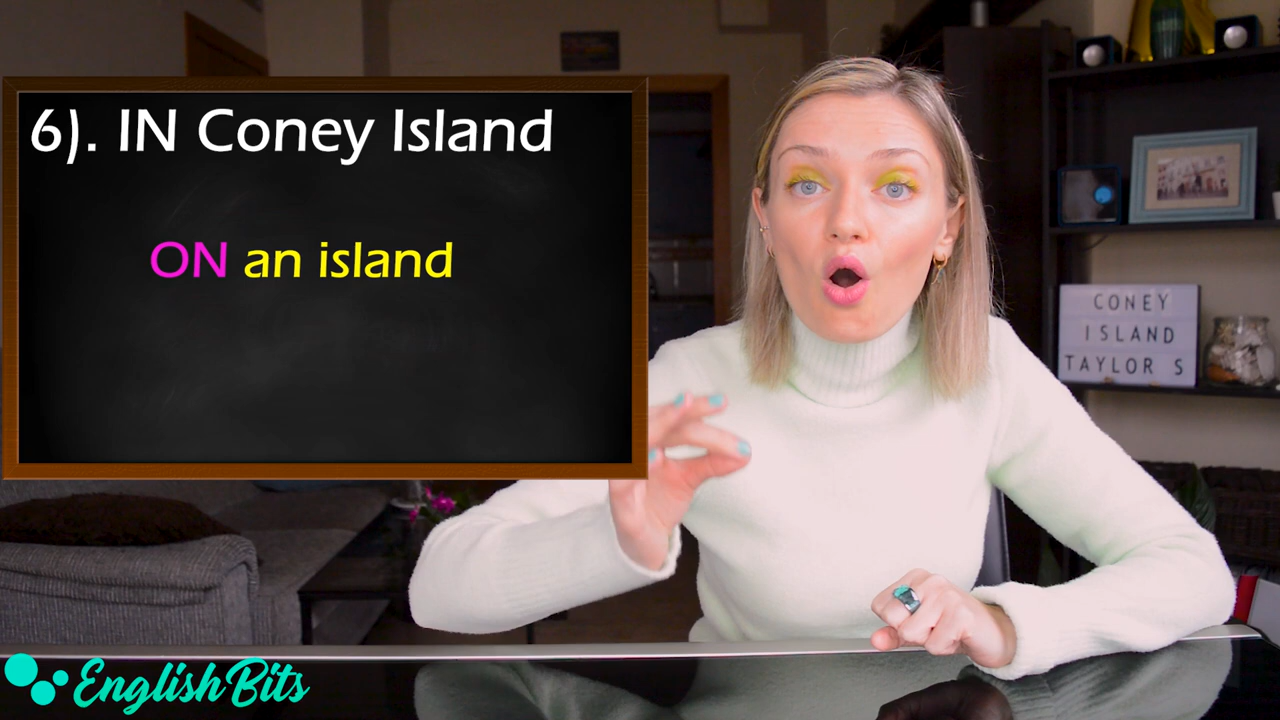 6). IN Coney Island
ON an island
CONEY
ISLAND
TAYLOR S
EnglishBits